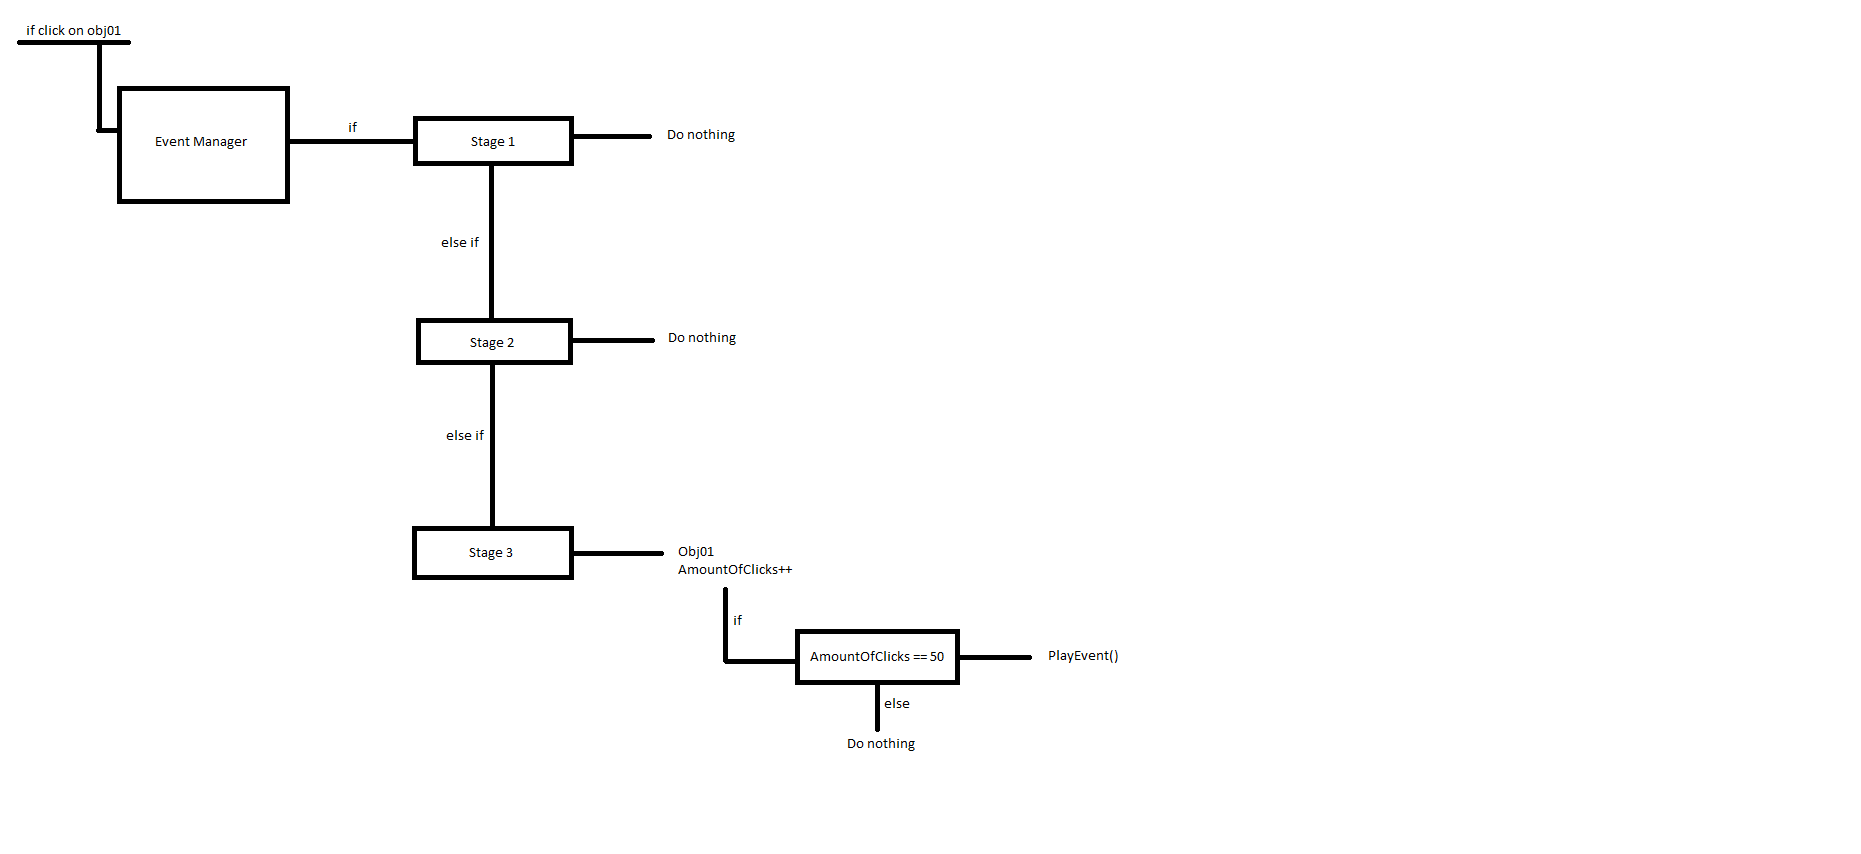 if click on obj01
Event Manager
if
Stage 1
Do nothing
else if
Stage 2
Do nothing
else if
Stage 3
Obj01
AmountOfClicks++
if
AmountOfClicks == 50
PlayEvent()
else
Do nothing